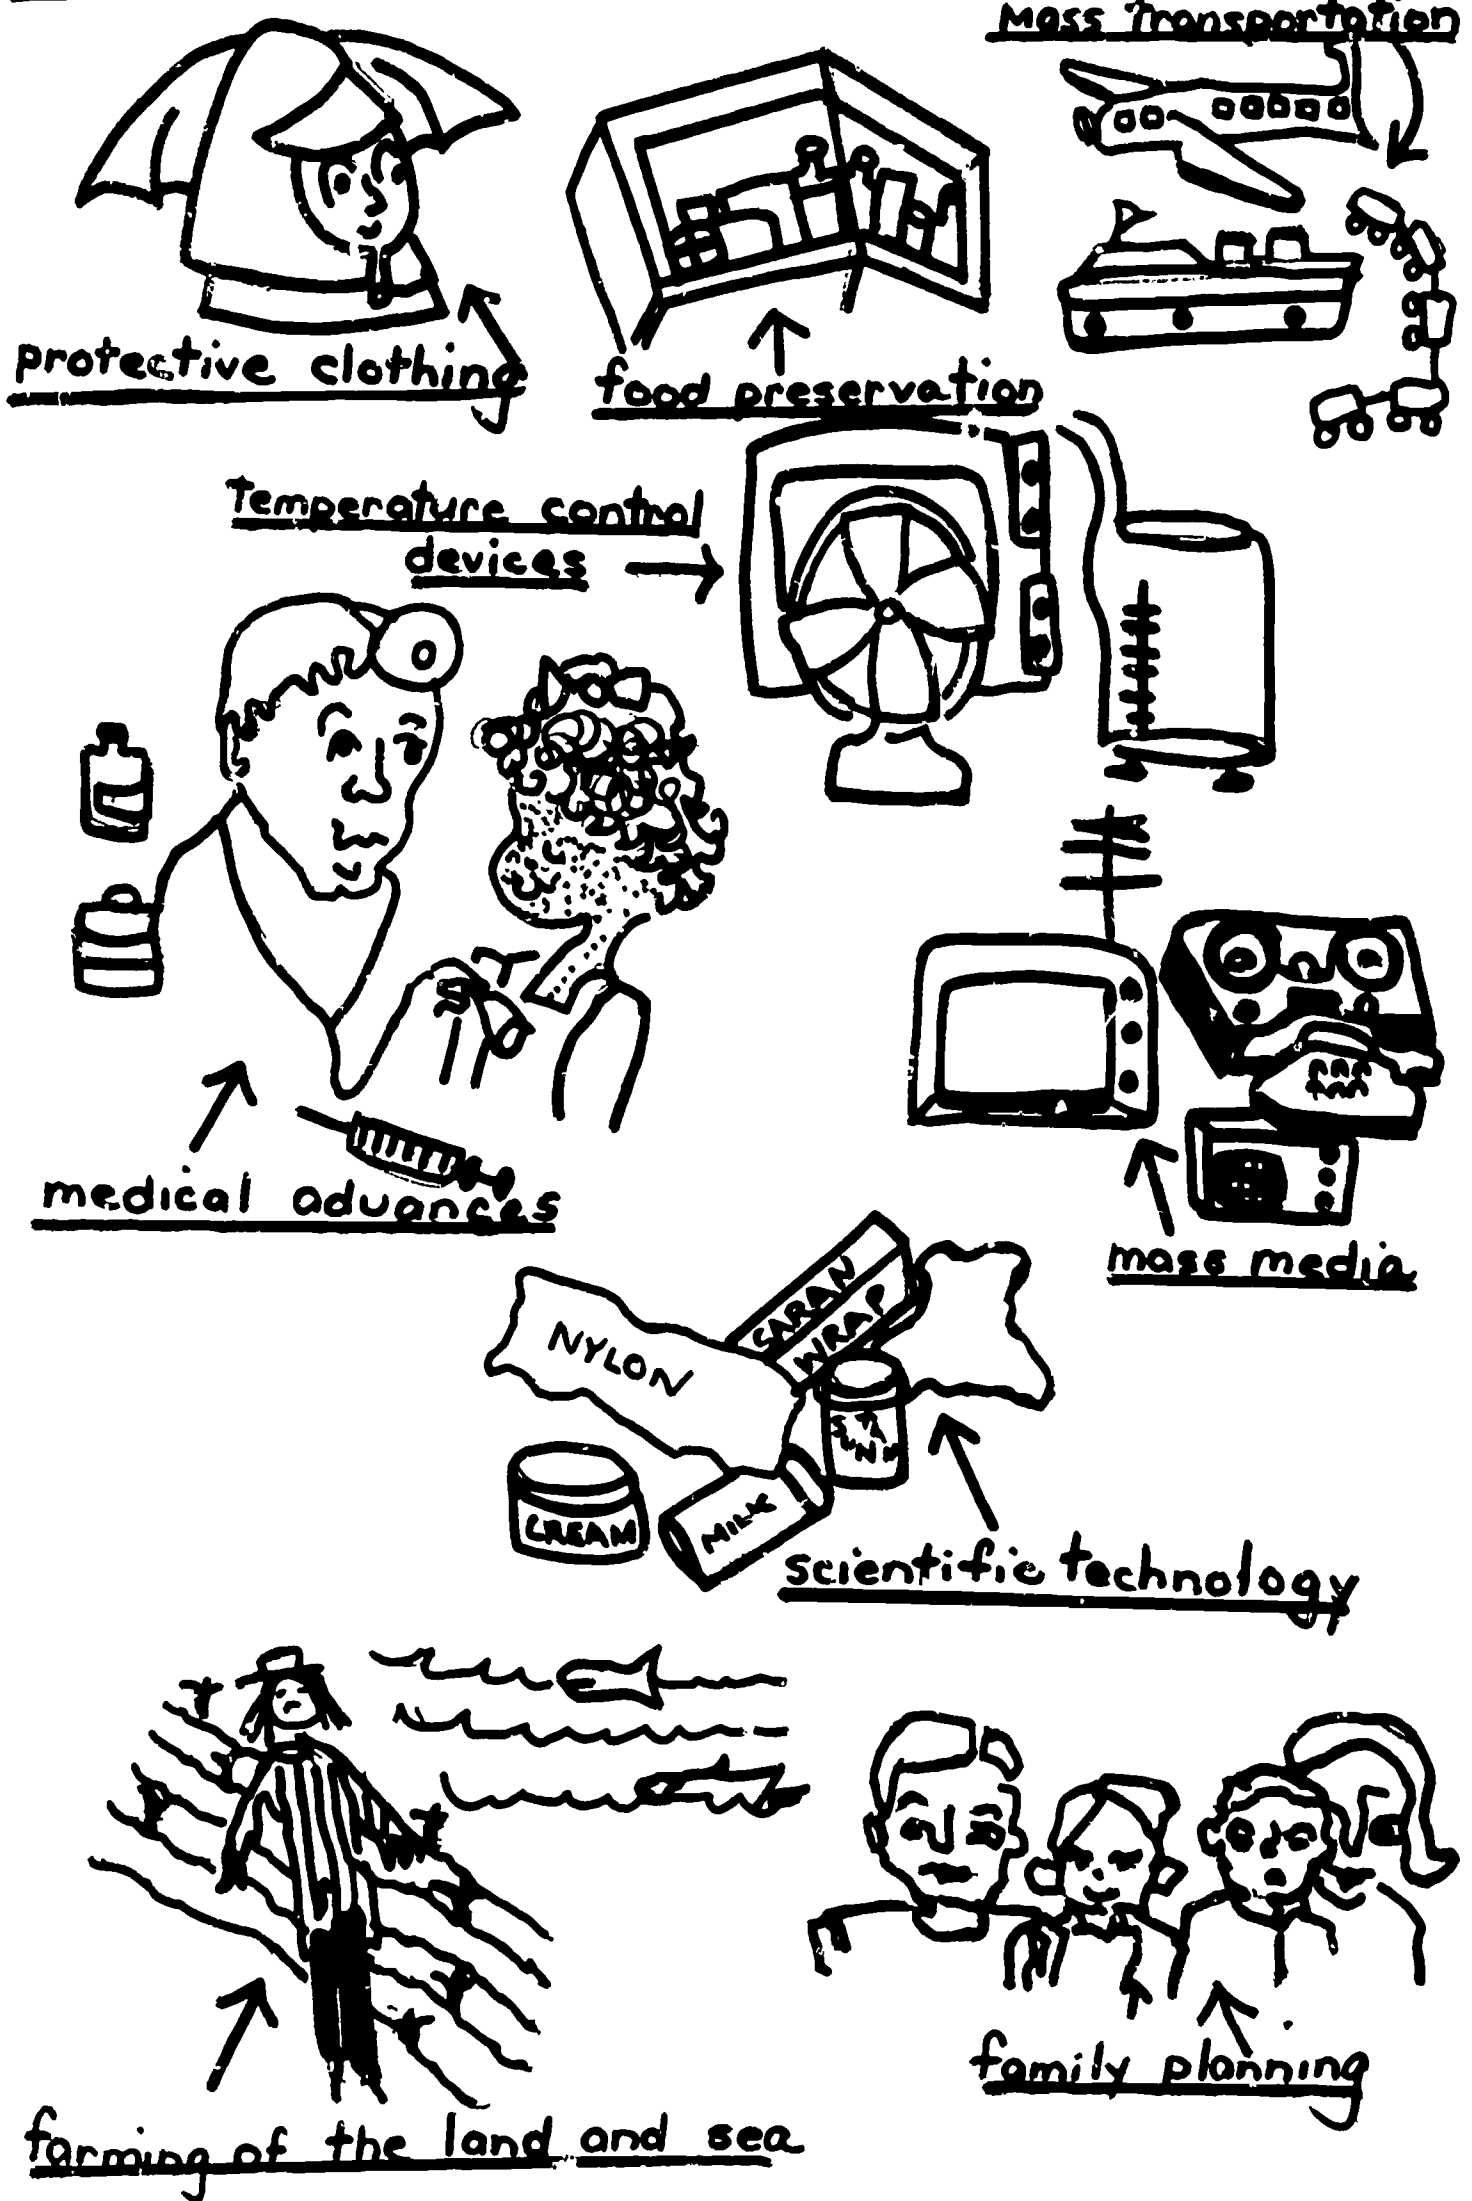 Mass Transportation
protective clothing
food preservation
Temperature control
devices
medical advances
mass media
SARAN
WRAP
NYLON
CREAM
MILK
scientific technology
farming of the land and sea
family planning